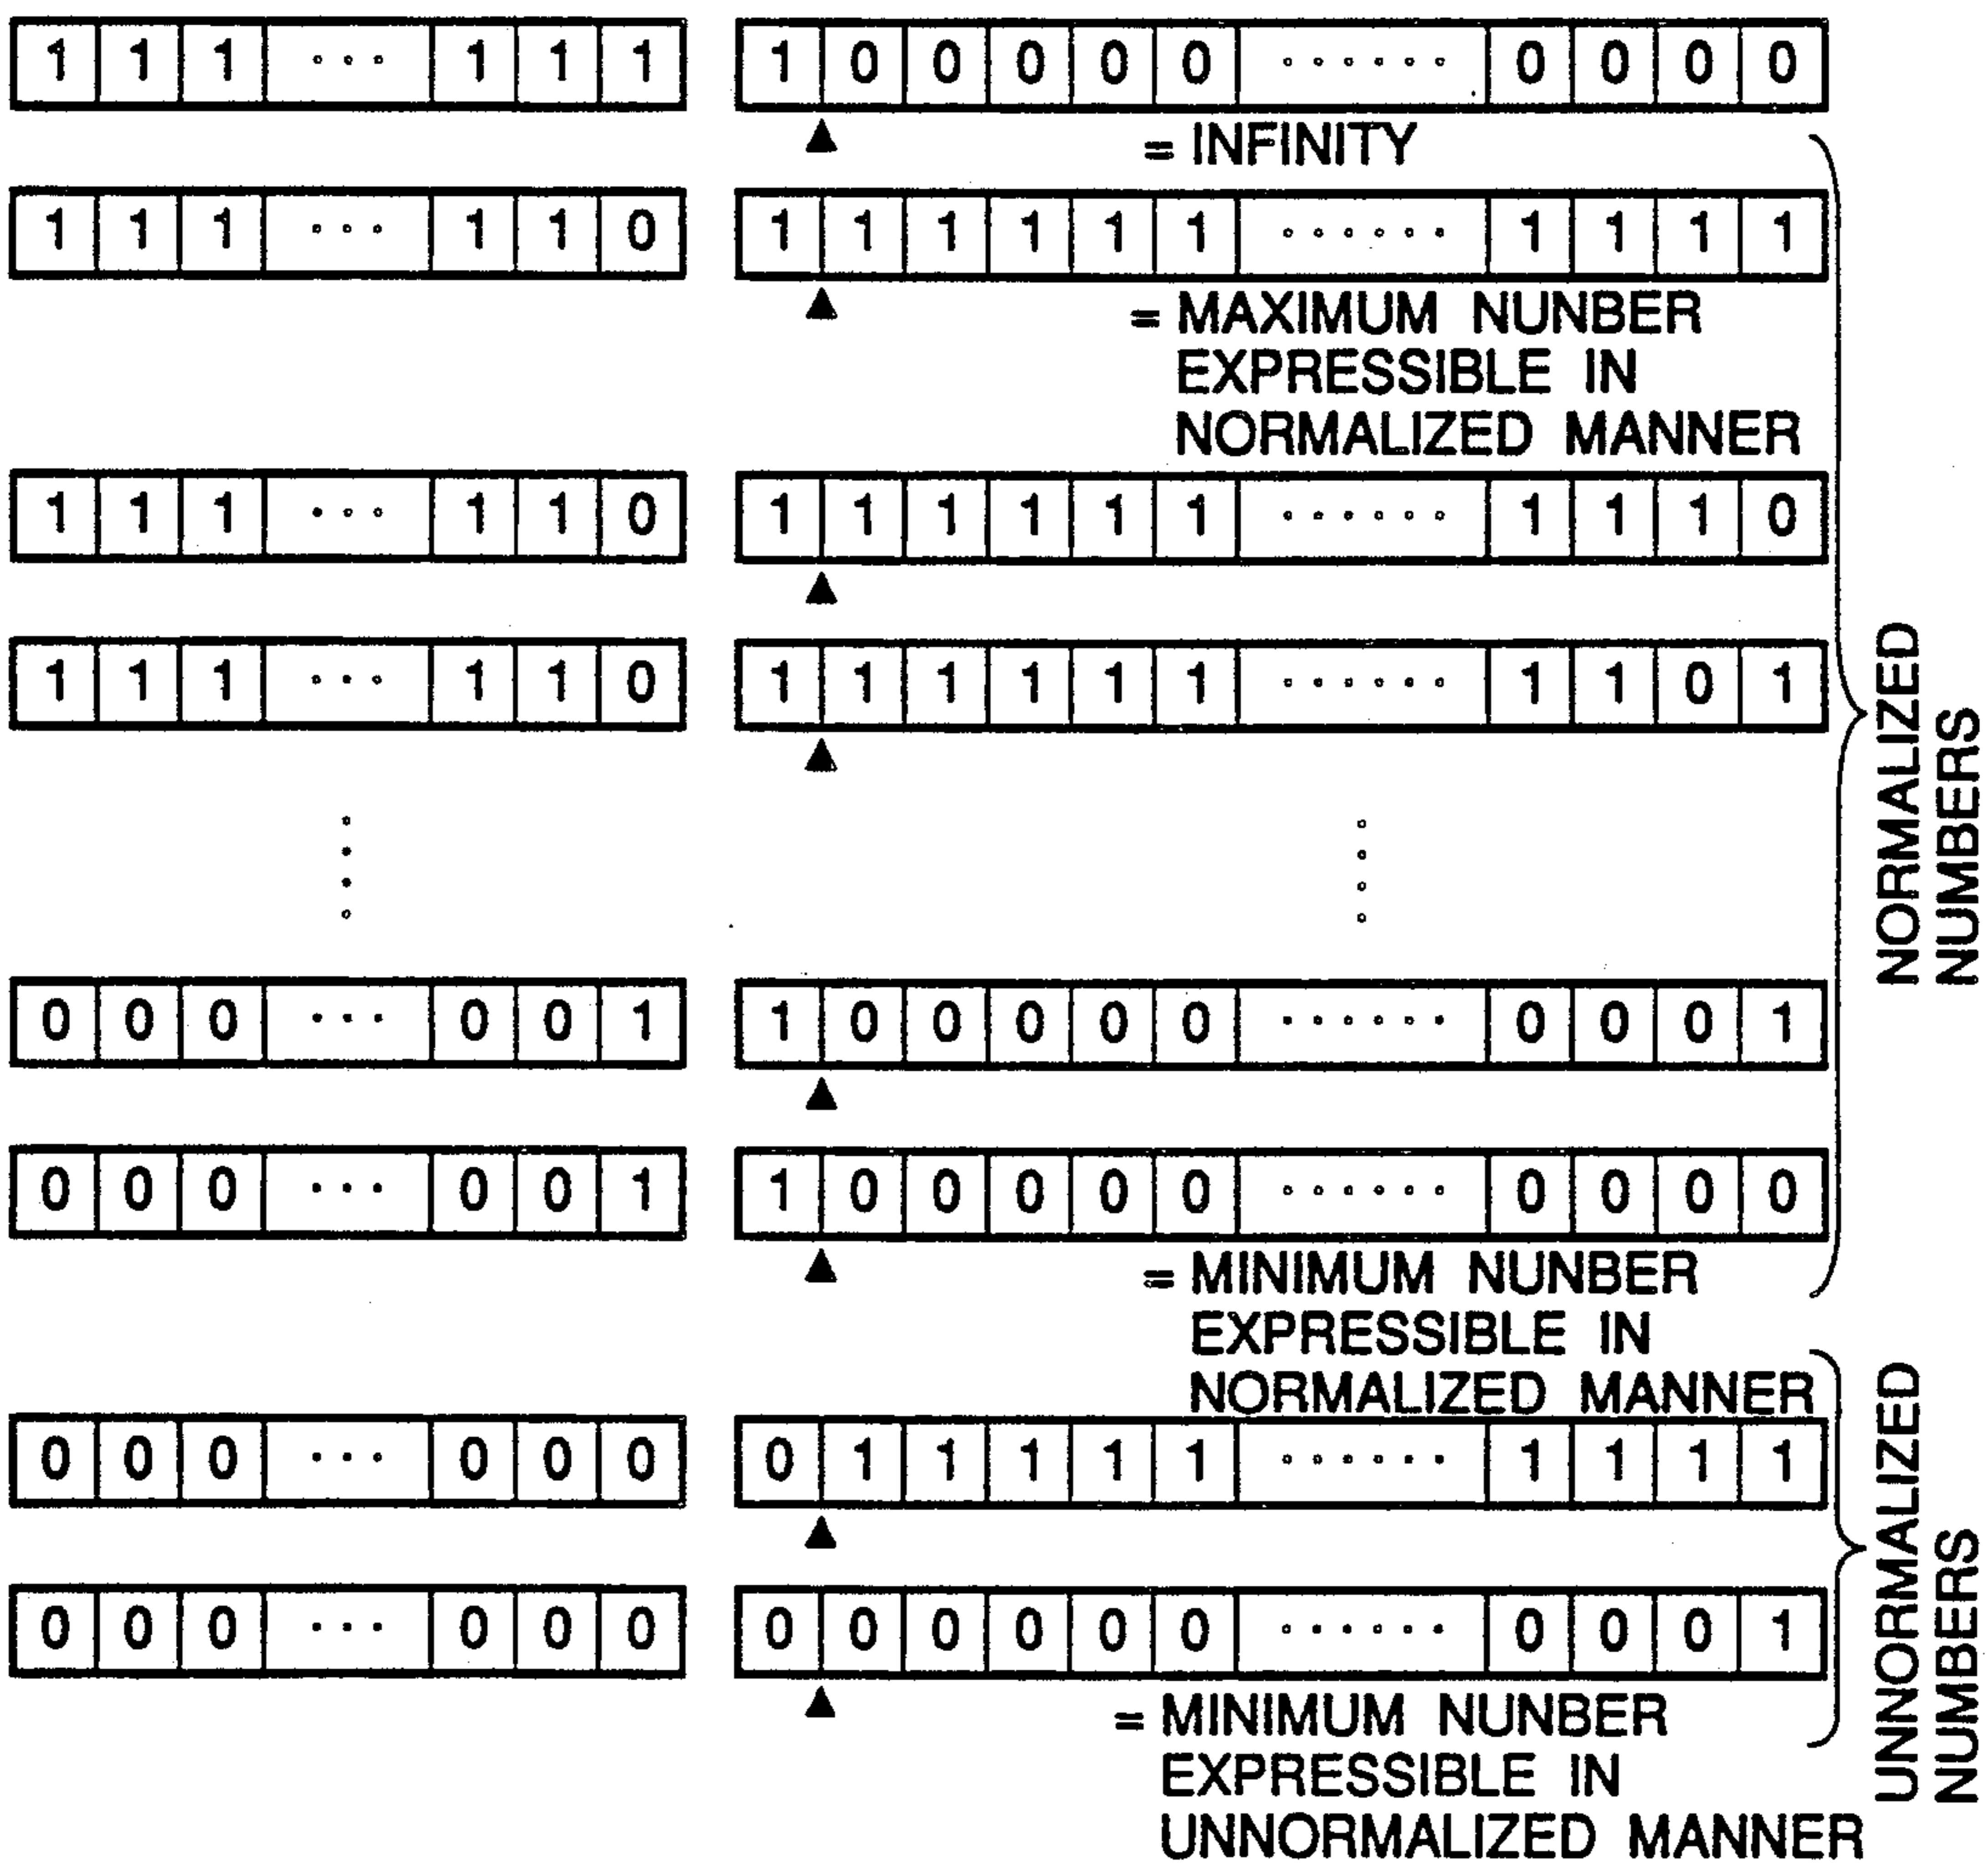 1 1 1 ... 1 1 1 1 0 0 0 0 0 ...... 0 0 0 0
= INFINITY
1 1 1 ... 1 1 0 1 1 1 1 1 1 ...... 1 1 1 1
= MAXIMUM NUNBER
EXPRESSIBLE IN
NORMALIZED MANNER
1 1 1 ... 1 1 0 1 1 1 1 1 1 ...... 1 1 1 0
1 1 1 ... 1 1 0 1 1 1 1 1 1 ...... 1 1 0 1
0 0 0 ... 0 0 1 1 0 0 0 0 0 ...... 0 0 0 1
0 0 0 ... 0 0 1 1 0 0 0 0 0 ...... 0 0 0 0
= MINIMUM NUNBER
EXPRESSIBLE IN
NORMALIZED MANNER
NORMALIZED
NUMBERS
0 0 0 ... 0 0 0 0 1 1 1 1 1 ...... 1 1 1 1
0 0 0 ... 0 0 0 0 0 0 0 0 0 ...... 0 0 0 1
= MINIMUM NUNBER
EXPRESSIBLE IN
UNNORMALIZED MANNER
UNNORMALIZED
NUMBERS